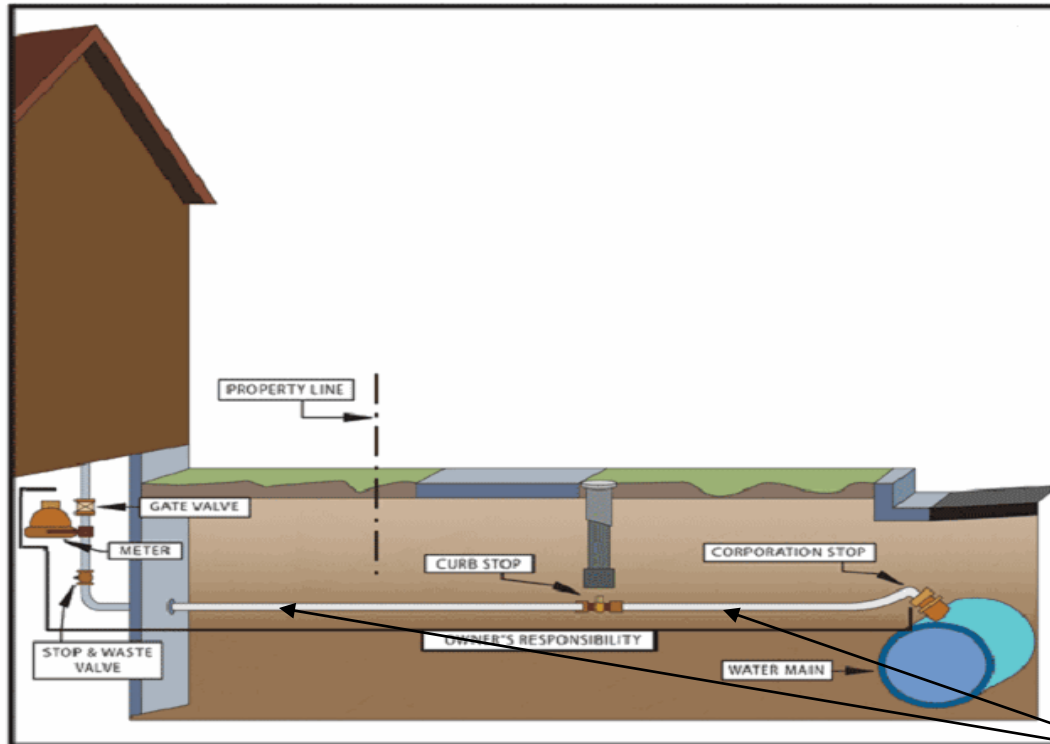 PROPERTY LINE
GATE VALVE
METER
CURB STOP
CORPORATION STOP
OWNER'S RESPONSIBILITY
STOP & WASTE
VALVE
WATER MAIN